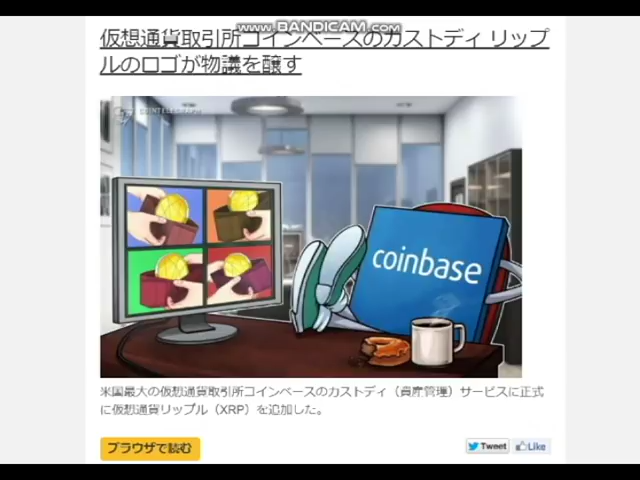 www.BANDICAM.com
仮想通貨取引所コインベースのカストディ リップ
ルのロゴが物議を醸す
COINTELEGRAPH
coinbase
米国最大の仮想通貨取引所コインベースのカストディ（資産管理）サービスに正式
に仮想通貨リップル（XRP）を追加した。
ブラウザで読む
Tweet
Like